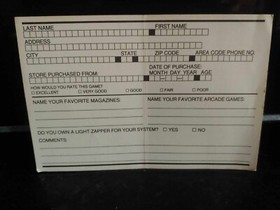 LAST NAME FIRST NAME
ADDRESS
CITY STATE ZIP CODE AREA CODE PHONE NO.
DATE OF PURCHASE:
STORE PURCHASED FROM: MONTH DAY YEAR AGE
HOW WOULD YOU RATE THIS GAME?
EXCELLENT VERY GOOD GOOD FAIR POOR
NAME YOUR FAVORITE MAGAZINES: NAME YOUR FAVORITE ARCADE GAMES:
DO YOU OWN A LIGHT ZAPPER FOR YOUR SYSTEM? YES NO
COMMENTS: